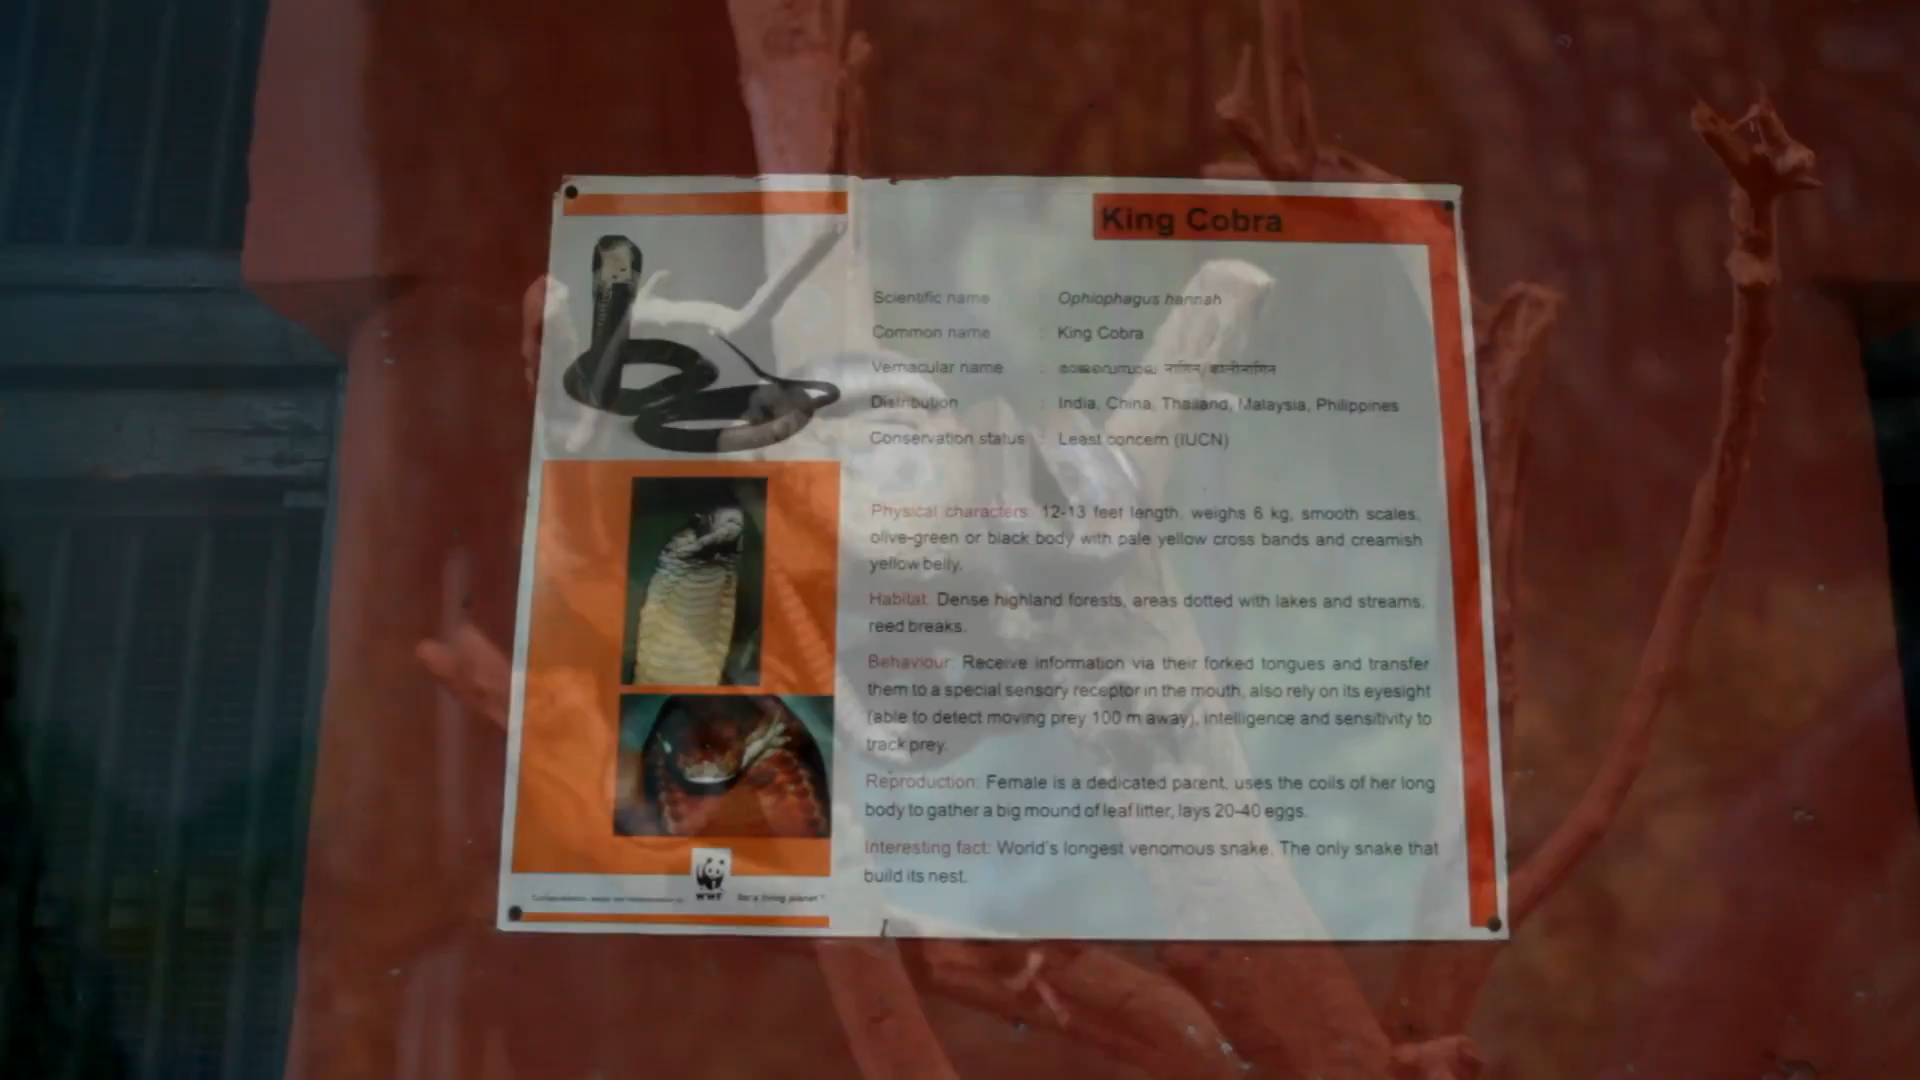 King Cobra
Scientific name : Ophiophagus hannah
Common name : King Cobra
Vernacular name : രാജവെമ്പാല नागिन/ कालीनागिन
Distribution : India, China, Thailand, Malaysia, Philippines
Conservation status : Least concern (IUCN)
Physical characters: 12-13 feet length, weighs 6 kg, smooth scales,
olive-green or black body with pale yellow cross bands and creamish
yellow belly.
Habitat: Dense highland forests, areas dotted with lakes and streams,
reed breaks.
Behaviour: Receive information via their forked tongues and transfer
them to a special sensory receptor in the mouth, also rely on its eyesight
(able to detect moving prey 100 m away), intelligence and sensitivity to
track prey.
Reproduction: Female is a dedicated parent, uses the coils of her long
body to gather a big mound of leaf litter, lays 20-40 eggs.
Interesting fact: World's longest venomous snake. The only snake that
build its nest.
WWF
for a living planet